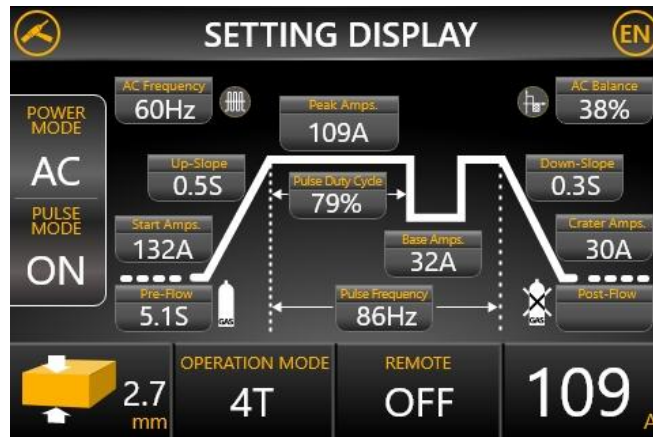 SETTING DISPLAY
EN
AC Frequency
60Hz
Peak Amps.
109A
AC Balance
38%
POWER
MODE
AC
PULSE
MODE
ON
Up-Slope
0.5S
Pulse Duty Cycle
79%
Down-Slope
0.3S
Start Amps.
132A
Base Amps.
32A
Crater Amps.
30A
Pre-Flow
5.1S
GAS
Pulse Frequency
86Hz
GAS
Post-Flow
2.7
mm
OPERATION MODE
4T
REMOTE
OFF
109
A